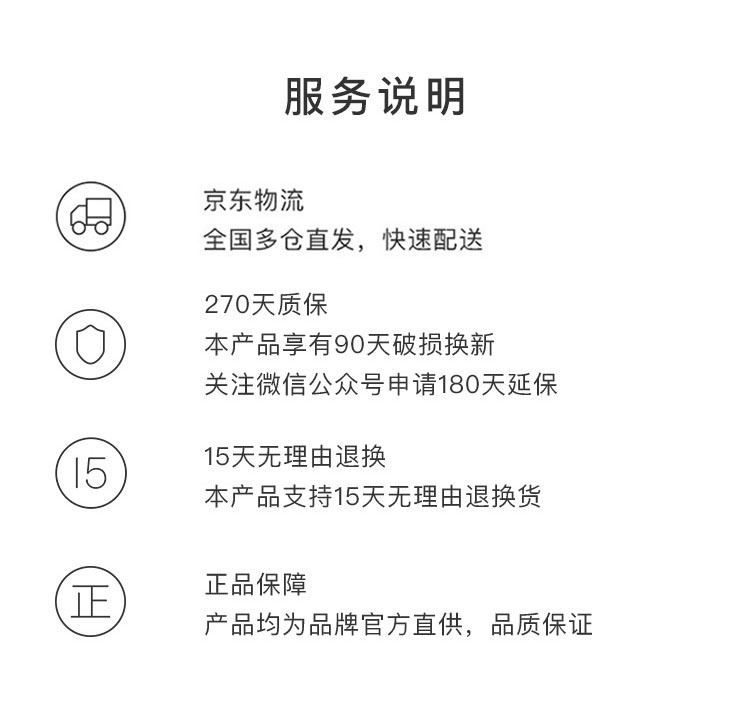 服务说明
京东物流
全国多仓直发，快速配送
270天质保
本产品享有90天破损换新
关注微信公众号申请180天延保
15
15天无理由退换
本产品支持15天无理由退换货
正
正品保障
产品均为品牌官方直供，品质保证